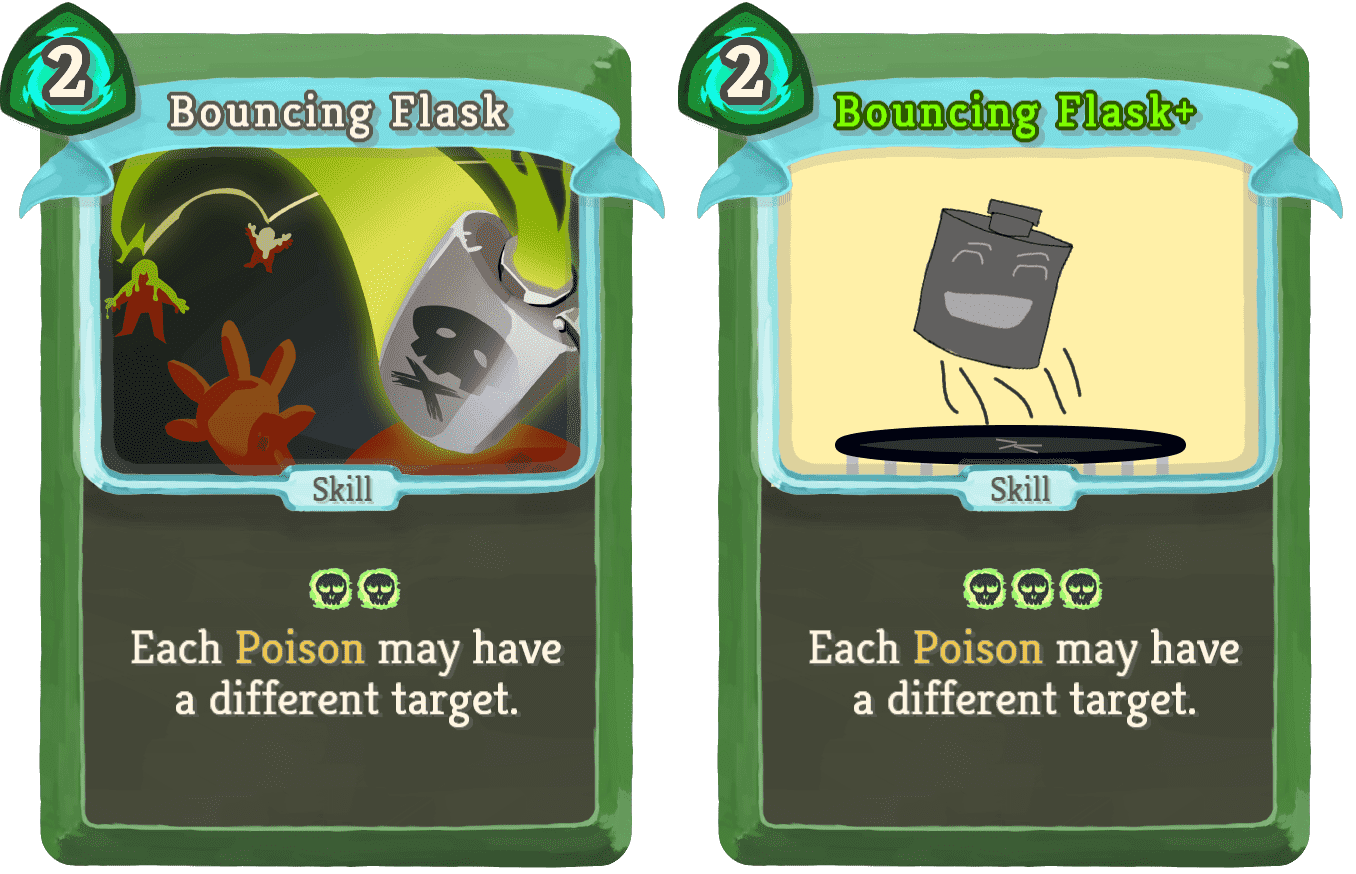 2
Bouncing Flask
Skill
Each Poison may have
a different target.
2
Bouncing Flask+
Skill
Each Poison may have
a different target.